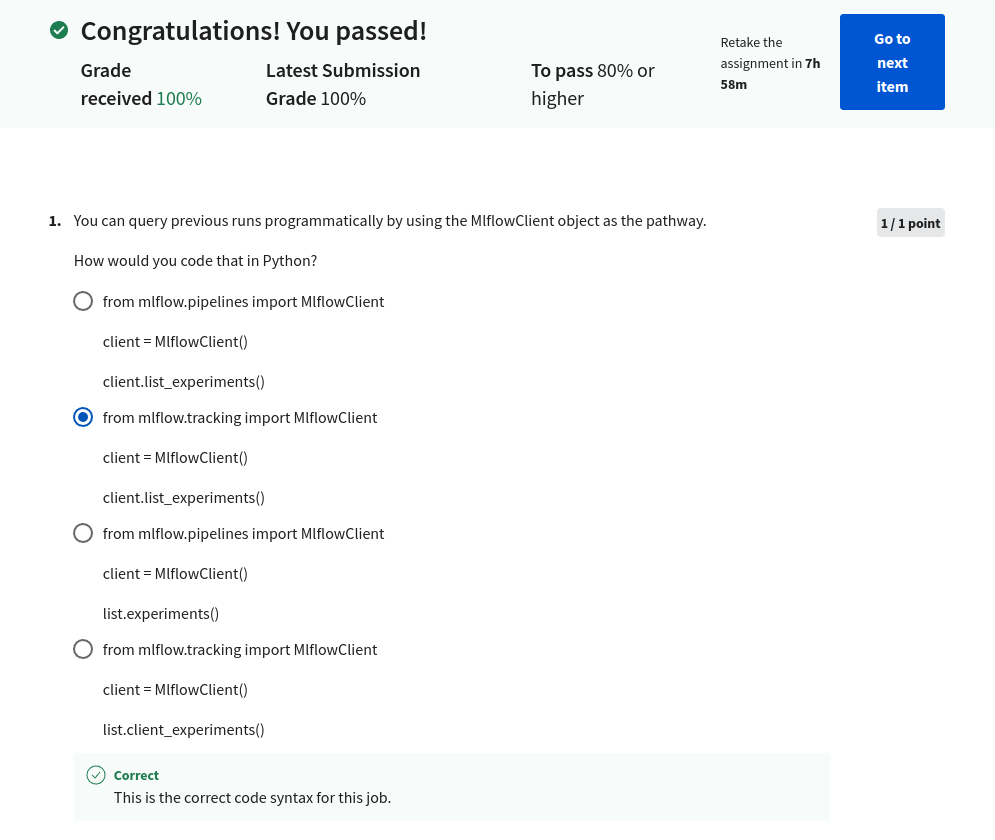 Congratulations! You passed!
Grade
received 100%
Latest Submission
Grade 100%
To pass 80% or
higher
Retake the
assignment in 7h
58m
Go to
next
item
1. You can query previous runs programmatically by using the MlflowClient object as the pathway.
1 / 1 point
How would you code that in Python?
from mlflow.pipelines import MlflowClient
client = MlflowClient()
client.list_experiments()
from mlflow.tracking import MlflowClient
client = MlflowClient()
client.list_experiments()
from mlflow.pipelines import MlflowClient
client = MlflowClient()
list.experiments()
from mlflow.tracking import MlflowClient
client = MlflowClient()
list.client_experiments()
Correct
This is the correct code syntax for this job.